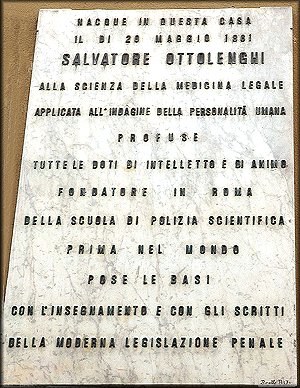 NACQUE IN QUESTA CASA
IL DI 20 MAGGIO 1861
SALVATORE OTTOLENGHI
ALLA SCIENZA DELLA MEDICINA LEGALE
APPLICATA ALL'INDAGINE DELLA PERSONALITÀ UMANA
PROFUSE
TUTTE LE DOTI DI INTELLETTO E DI ANIMO
FONDATORE IN ROMA
DELLA SCUOLA DI POLIZIA SCIENTIFICA
PRIMA NEL MONDO
POSE LE BASI
CON L'INSEGNAMENTO E CON GLI SCRITTI
DELLA MODERNA LEGISLAZIONE PENALE